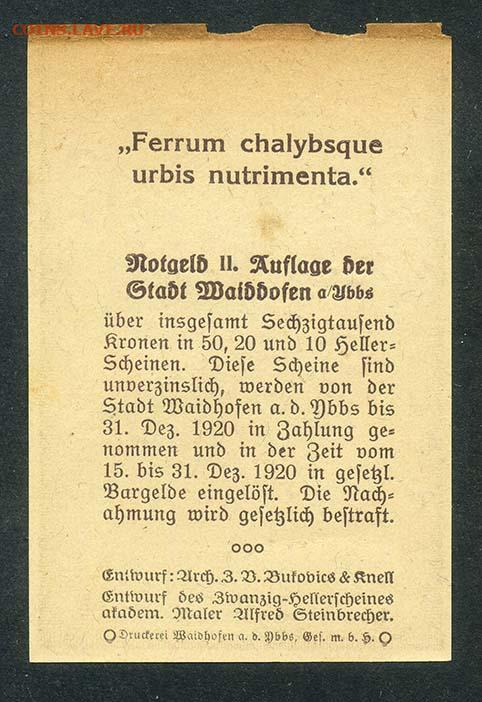 COINS.LAVE.RU
„Ferrum chalybsque
urbis nutrimenta.“
Notgeld II. Auflage der
Stadt Waidhofen a/Ybbs
über insgesamt Sechzigtausend
Kronen in 50, 20 und 10 Heller-
Scheinen. Diese Scheine sind
unverzinslich, werden von der
Stadt Waidhofen a. d. Ybbs bis
31. Dez. 1920 in Zahlung ge-
nommen und in der Zeit vom
15. bis 31. Dez. 1920 in gesetzl.
Bargelde eingelöst. Die Nach-
ahmung wird gesetzlich bestraft.
ooo
Entwurf: Arch. I. V. Bukovics & Knell
Entwurf des Zwanzig-Hellerscheines
akadem. Maler Alfred Steinbrecher.
Druckerei Waidhofen a. d. Ybbs, Ges. m. b. H.